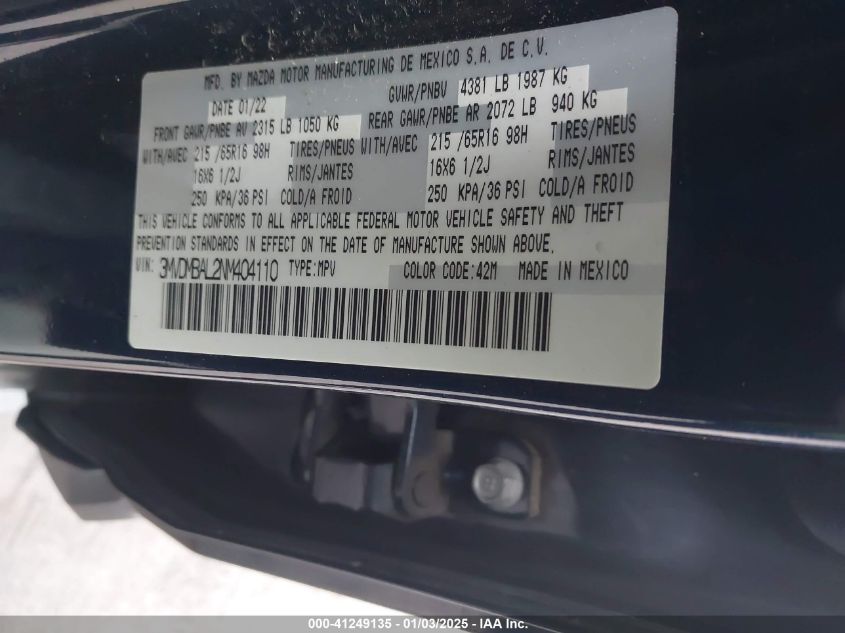 MFD. BY MAZDA MOTOR MANUFACTURING DE MEXICO S.A. DE C.V.
DATE 01/22 GVWR/PNBV 4381 LB 1987 KG
FRONT GAWR/PNBE AV 2315 LB 1050 KG REAR GAWR/PNBE AR 2072 LB 940 KG
WITH/AVEC 215 /65R16 98H TIRES/PNEUS WITH/AVEC 215 /65R16 98H TIRES/PNEUS
16X6 1/2J RIMS/JANTES 16X6 1/2J RIMS/JANTES
250 KPA/36 PSI COLD/A FROID 250 KPA/36 PSI COLD/A FROID
THIS VEHICLE CONFORMS TO ALL APPLICABLE FEDERAL MOTOR VEHICLE SAFETY AND THEFT
PREVENTION STANDARDS IN EFFECT ON THE DATE OF MANUFACTURE SHOWN ABOVE.
VIN: 3MVDMBAL2NM404110 TYPE:MPV COLOR CODE:42M MADE IN MEXICO
000-41249135 - 01/03/2025 - IAA Inc.